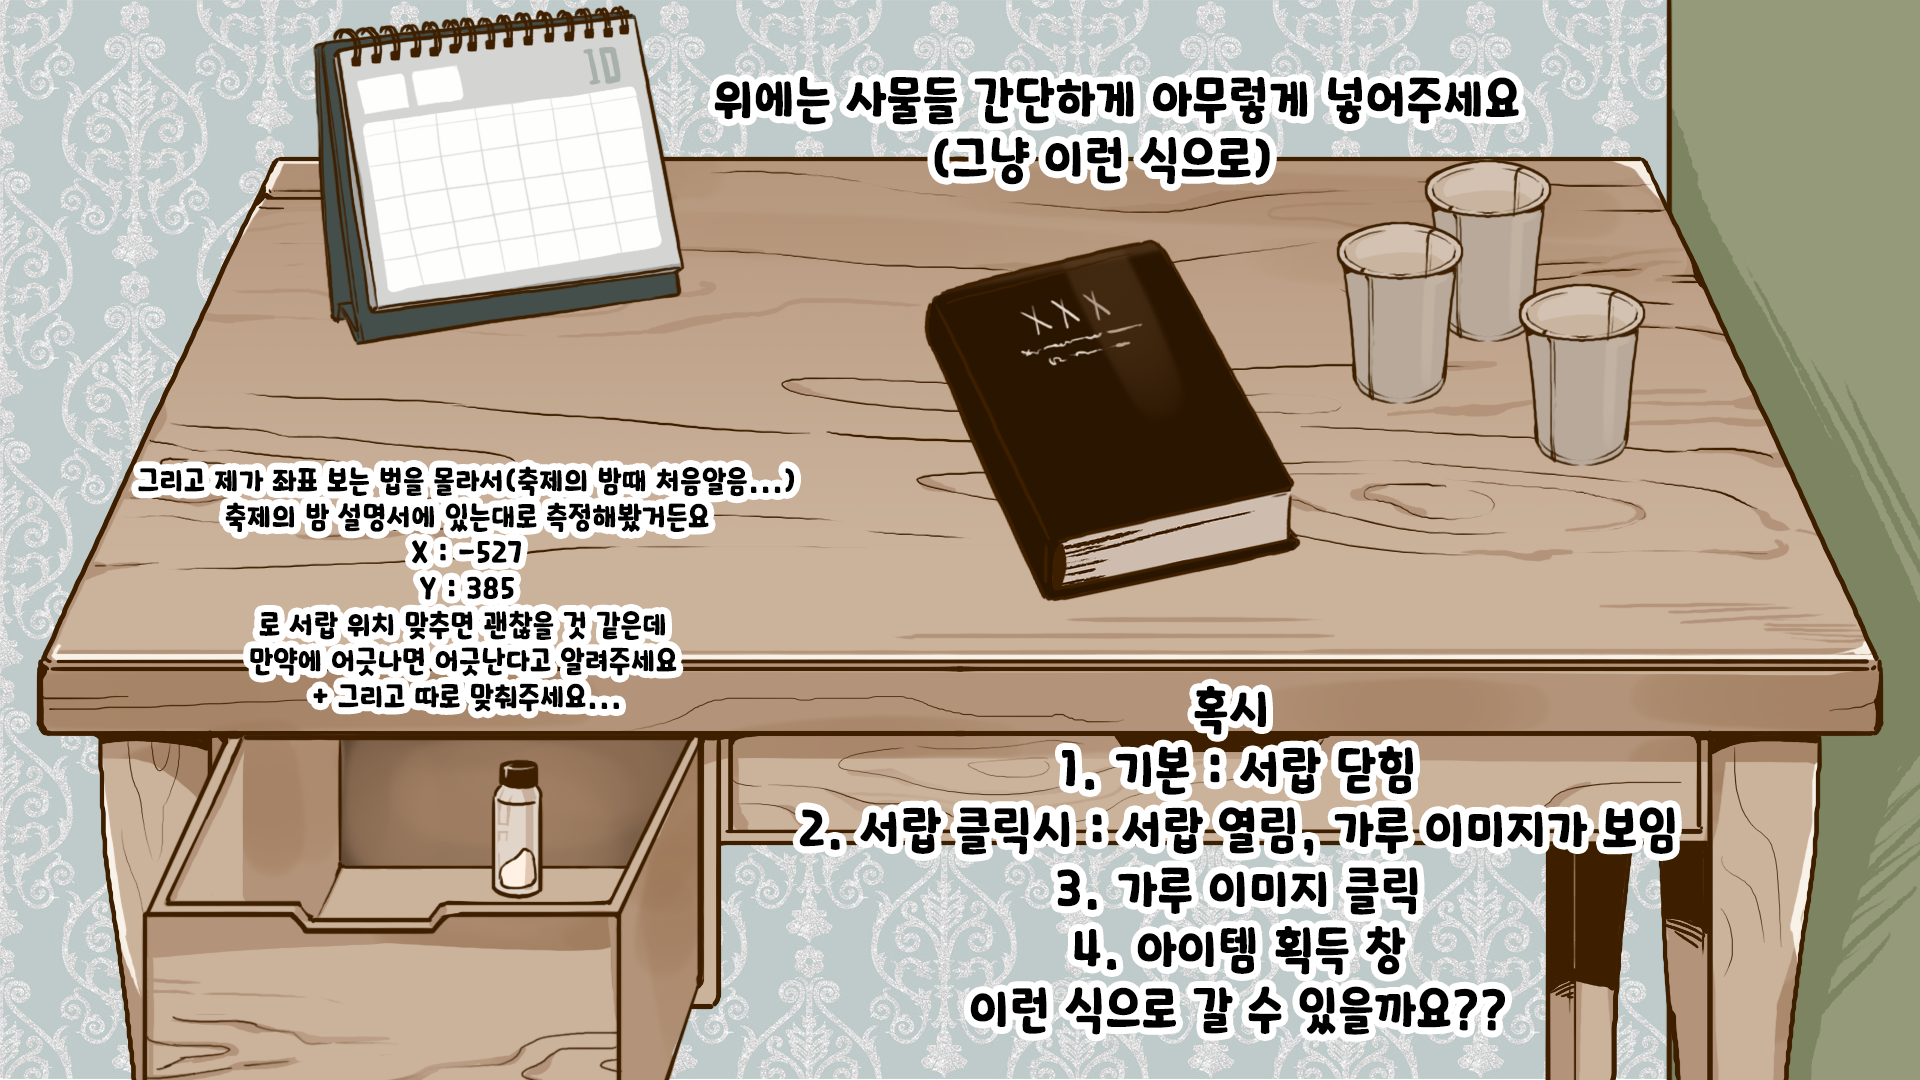 10
위에는 사물들 간단하게 아무렇게 넣어주세요
(그냥 이런 식으로)
XXX
그리고 제가 좌표 보는 법을 몰라서(축제의 밤때 처음알음...)
축제의 밤 설명서에 있는대로 측정해봤거든요
X : -527
Y : 385
로 서랍 위치 맞추면 괜찮을 것 같은데
만약에 어긋나면 어긋난다고 알려주세요
+ 그리고 따로 맞춰주세요...
혹시
1. 기본 : 서랍 닫힘
2. 서랍 클릭시 : 서랍 열림, 가루 이미지가 보임
3. 가루 이미지 클릭
4. 아이템 획득 창
이런 식으로 갈 수 있을까요??